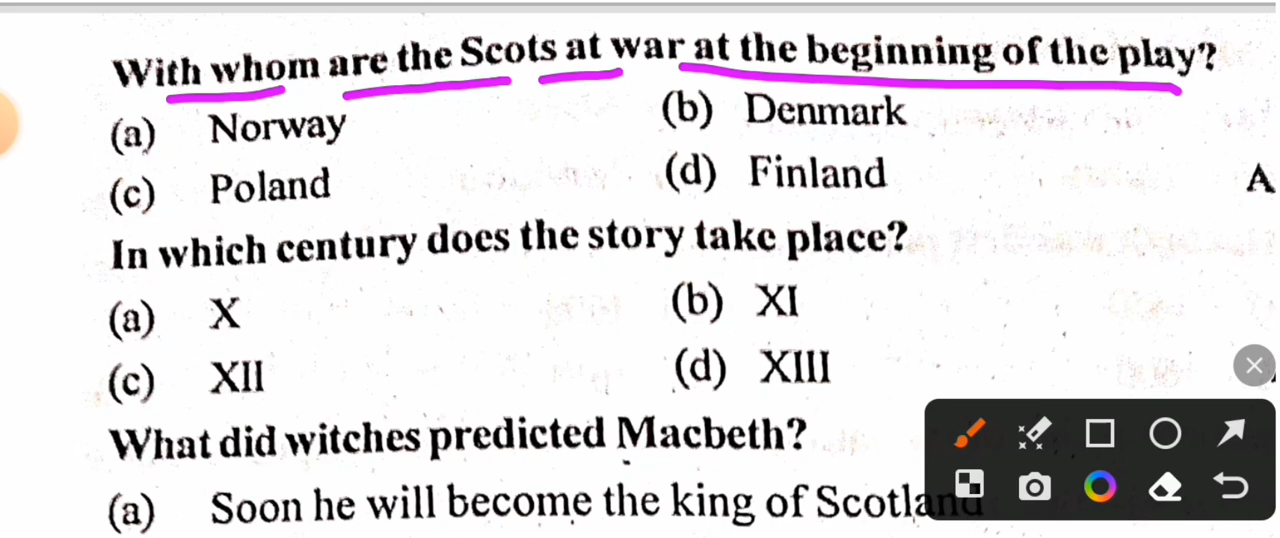 With whom are the Scots at war at the beginning of the play?
(a) Norway (b) Denmark
(c) Poland (d) Finland
A
In which century does the story take place?
(a) X (b) XI
(c) XII (d) XIII
What did witches predicted Macbeth?
(a) Soon he will become the king of Scotland